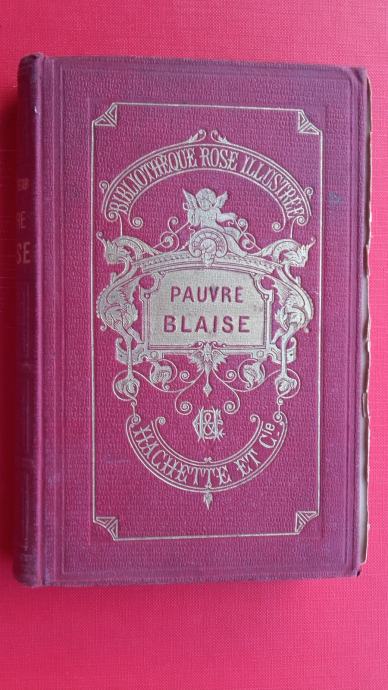 BIBLIOTHÈQUE ROSE ILLUSTRÉE
PAUVRE
BLAISE
HACHETTE ET Cie